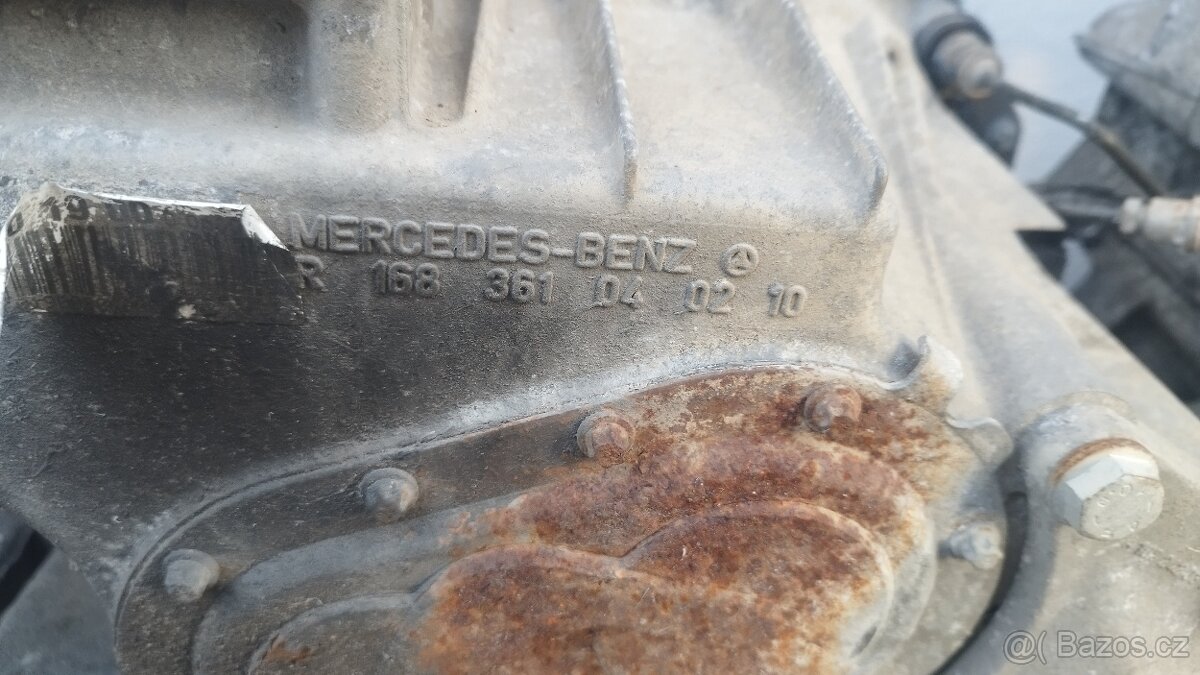 MERCEDES-BENZ
R 168 361 04 02 10
@( Bazos.cz